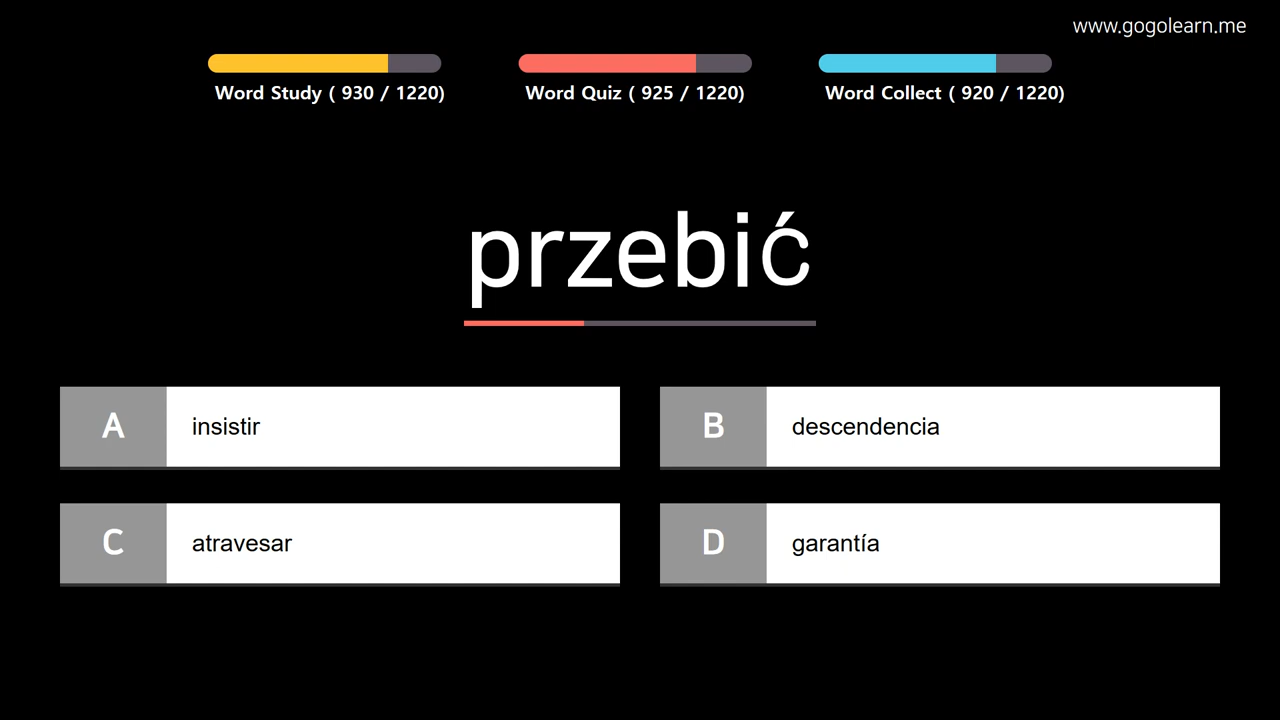 www.gogolearn.me
Word Study ( 930 / 1220)
Word Quiz ( 925 / 1220)
Word Collect ( 920 / 1220)
przebić
A insistir
B descendencia
C atravesar
D garantía